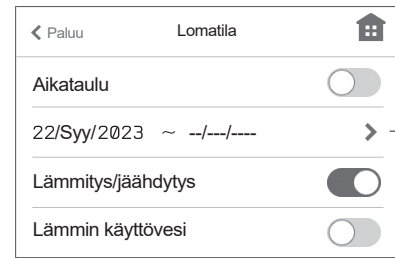 Paluu Lomatila
Aikataulu
22/Syy/2023 ~ --/---/----
Lämmitys/jäähdytys
Lämmin käyttövesi